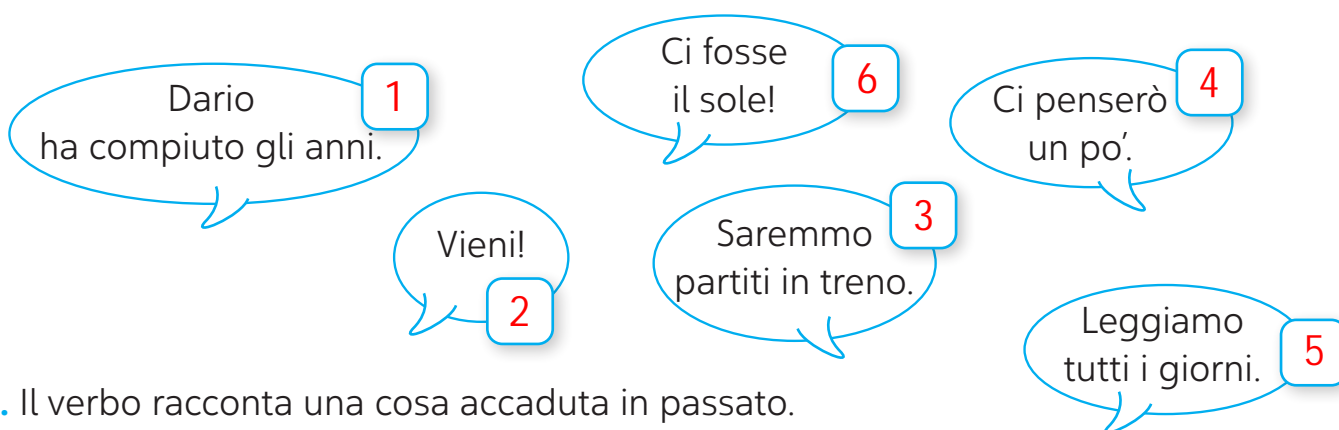 Dario
ha compiuto gli anni.
1
Ci fosse
il sole!
6
Ci penserò
un po'.
4
Vieni!
2
Saremmo
partiti in treno.
3
Leggiamo
tutti i giorni.
5
. Il verbo racconta una cosa accaduta in passato.